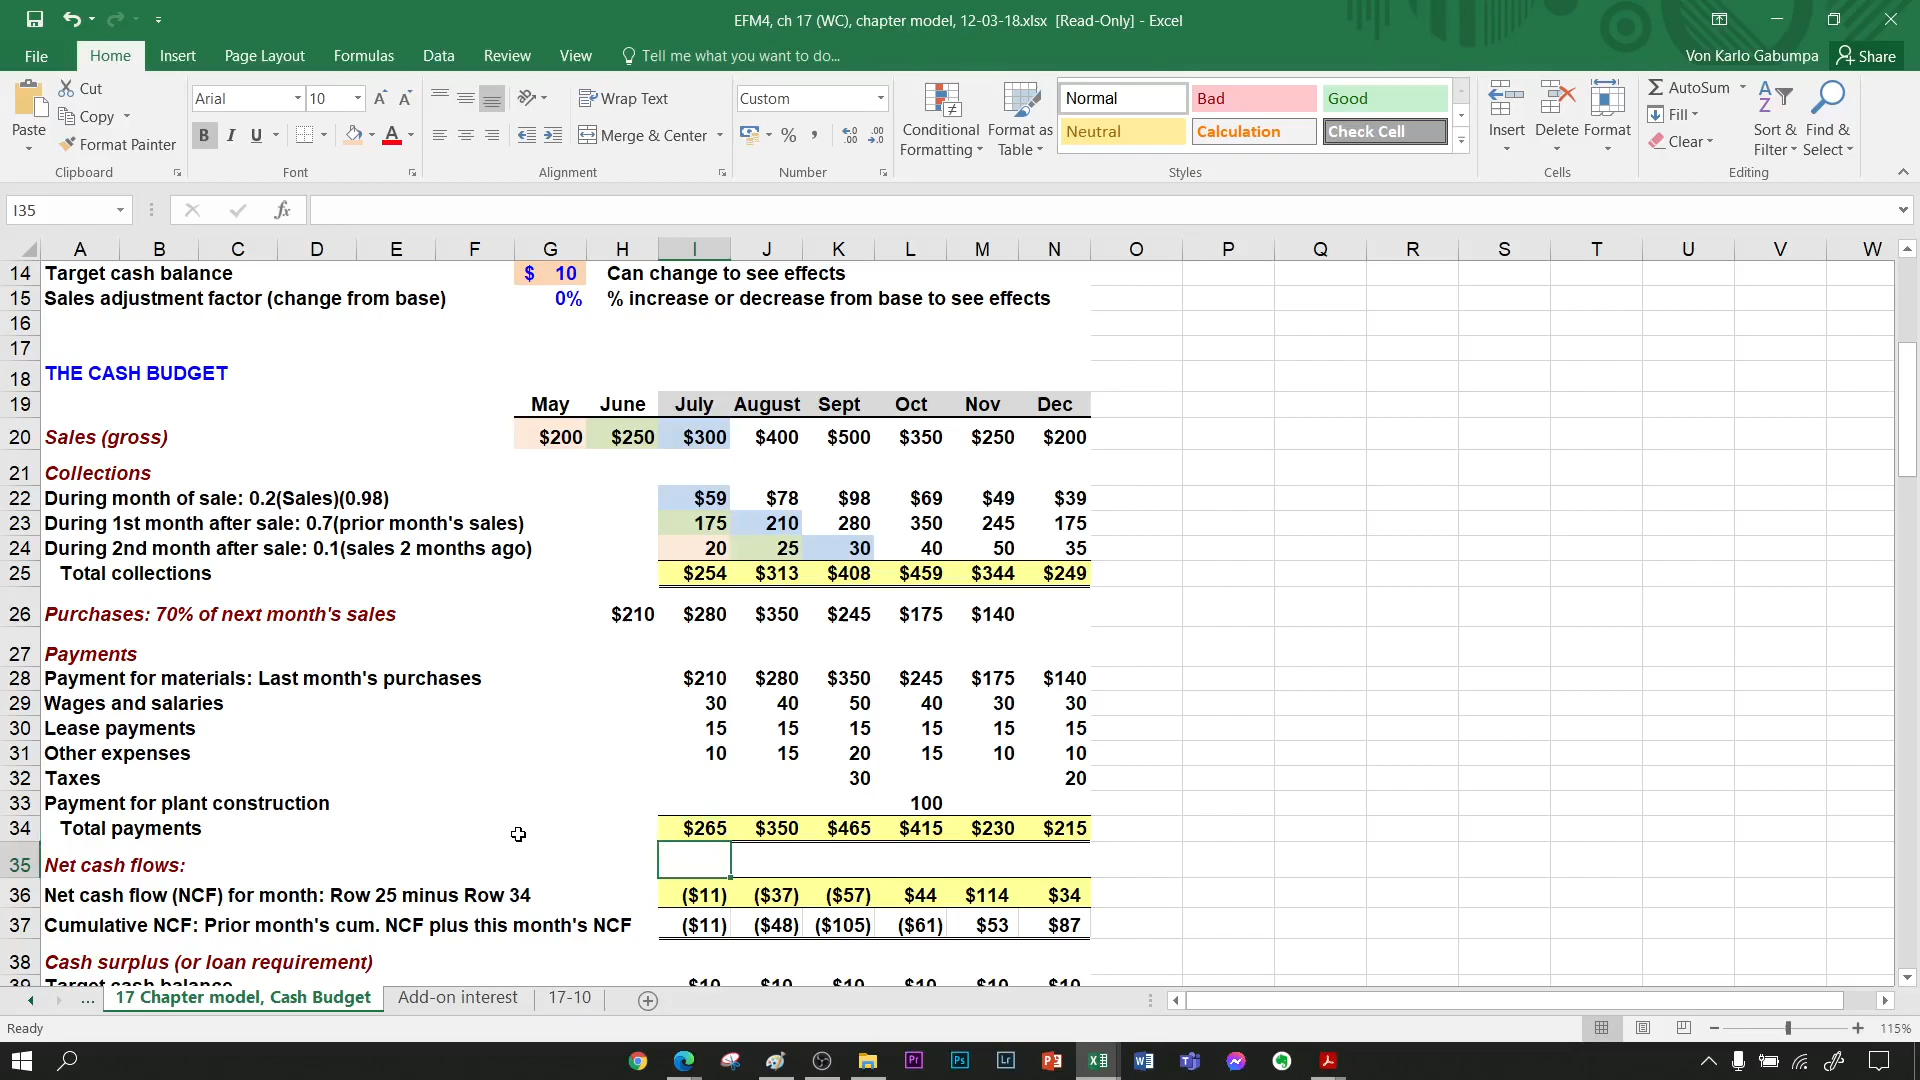 EFM4, ch 17 (WC), chapter model, 12-03-18.xlsx [Read-Only] - Excel
File Home Insert Page Layout Formulas Data Review View Tell me what you want to do... Von Karlo Gabumpa Share
Paste Cut Copy Format Painter Clipboard
Arial 10 A A B I U A Font
Wrap Text Merge & Center Alignment
Custom % , .00 Number
Conditional Formatting Format as Table
Normal Bad Good
Neutral Calculation Check Cell
Styles
Insert Delete Format Cells
AutoSum Fill Clear Sort & Filter Find & Select Editing
I35 fx
A B C D E F G H I J K L M N O P Q R S T U V W
14 Target cash balance $ 10 Can change to see effects
15 Sales adjustment factor (change from base) 0% % increase or decrease from base to see effects
16
17
18 THE CASH BUDGET
19 May June July August Sept Oct Nov Dec
20 Sales (gross) $200 $250 $300 $400 $500 $350 $250 $200
21 Collections
22 During month of sale: 0.2(Sales)(0.98) $59 $78 $98 $69 $49 $39
23 During 1st month after sale: 0.7(prior month's sales) 175 210 280 350 245 175
24 During 2nd month after sale: 0.1(sales 2 months ago) 20 25 30 40 50 35
25 Total collections $254 $313 $408 $459 $344 $249
26 Purchases: 70% of next month's sales $210 $280 $350 $245 $175 $140
27 Payments
28 Payment for materials: Last month's purchases $210 $280 $350 $245 $175 $140
29 Wages and salaries 30 40 50 40 30 30
30 Lease payments 15 15 15 15 15 15
31 Other expenses 10 15 20 15 10 10
32 Taxes 30 20
33 Payment for plant construction 100
34 Total payments $265 $350 $465 $415 $230 $215
35 Net cash flows:
36 Net cash flow (NCF) for month: Row 25 minus Row 34 ($11) ($37) ($57) $44 $114 $34
37 Cumulative NCF: Prior month's cum. NCF plus this month's NCF ($11) ($48) ($105) ($61) $53 $87
38 Cash surplus (or loan requirement)
39 Target cash balance $10 $10 $10 $10 $10 $10
... 17 Chapter model, Cash Budget Add-on interest 17-10
Ready 115%